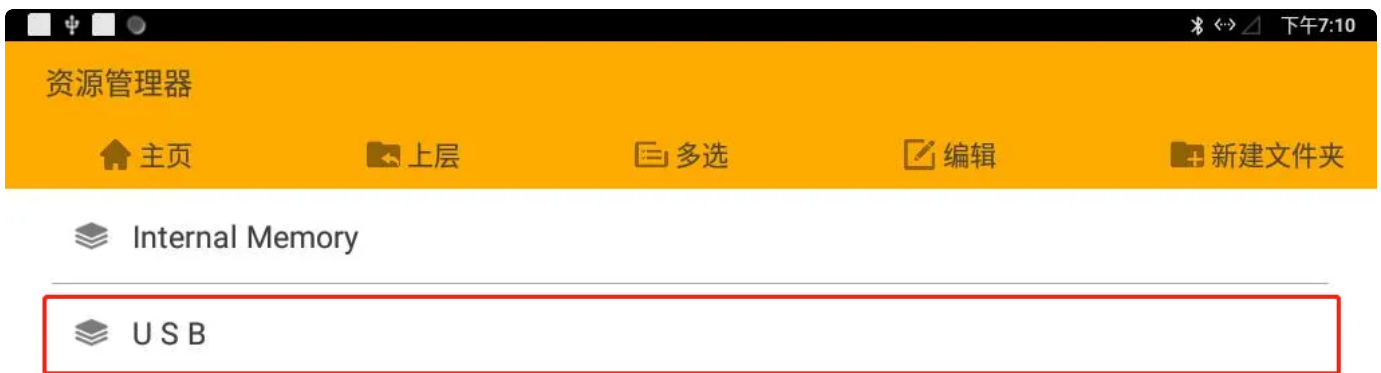 下午7:10
资源管理器
主页 上层 多选 编辑 新建文件夹
Internal Memory
U S B